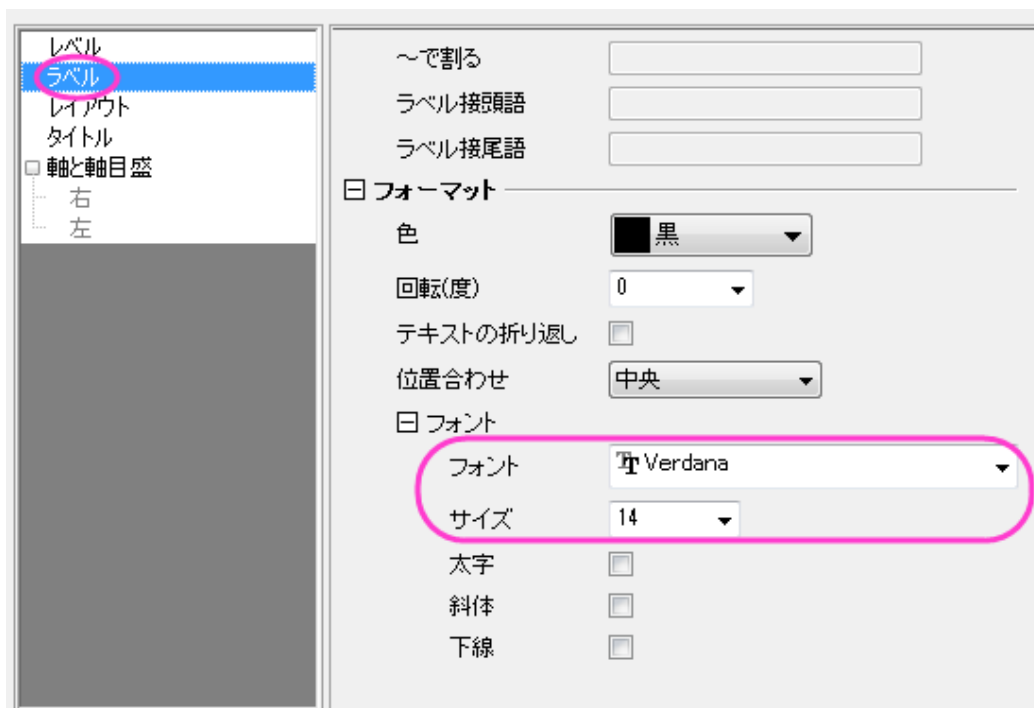 レベル
ラベル
レイアウト
タイトル
軸と軸目盛
右
左
～で割る
ラベル接頭語
ラベル接尾語
フォーマット
色 黒
回転(度) 0
テキストの折り返し
位置合わせ 中央
フォント
フォント Verdana
サイズ 14
太字
斜体
下線